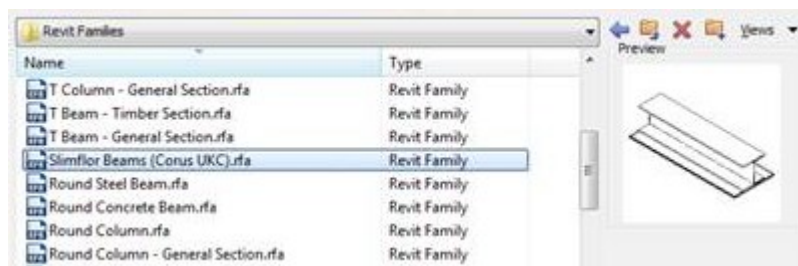 Revit Families
Views
Preview
Name Type
T Column - General Section.rfa Revit Family
T Beam - Timber Section.rfa Revit Family
T Beam - General Section.rfa Revit Family
Slimflor Beams (Corus UKC).rfa Revit Family
Round Steel Beam.rfa Revit Family
Round Concrete Beam.rfa Revit Family
Round Column.rfa Revit Family
Round Column - General Section.rfa Revit Family